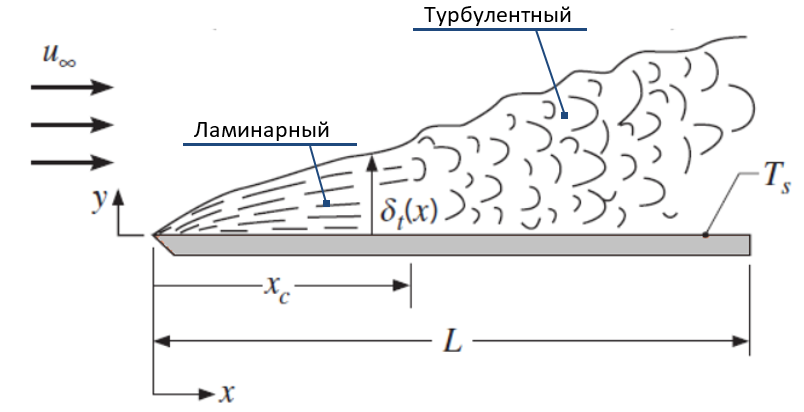 Турбулентный
u∞
Ламинарный
y
δt(x)
Ts
xc
L
x